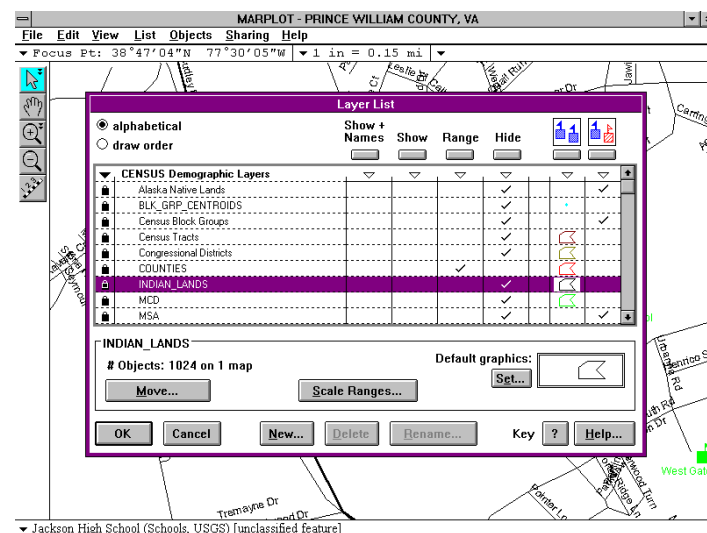 MARPLOT - PRINCE WILLIAM COUNTY, VA
File Edit View List Objects Sharing Help
Focus Pt: 38°47'04"N 77°30'05"W 1 in = 0.15 mi
Layer List
alphabetical
draw order
Show + Names Show Range Hide
CENSUS Demographic Layers
Alaska Native Lands
BLK_GRP_CENTROIDS
Census Block Groups
Census Tracts
Congressional Districts
COUNTIES
INDIAN_LANDS
MCD
MSA
INDIAN_LANDS
# Objects: 1024 on 1 map
Default graphics:
Move... Scale Ranges... Set...
OK Cancel New... Delete Rename... Key ? Help...
West Gat
Tremayne Dr
Jackson High School (Schools, USGS) [unclassified feature]